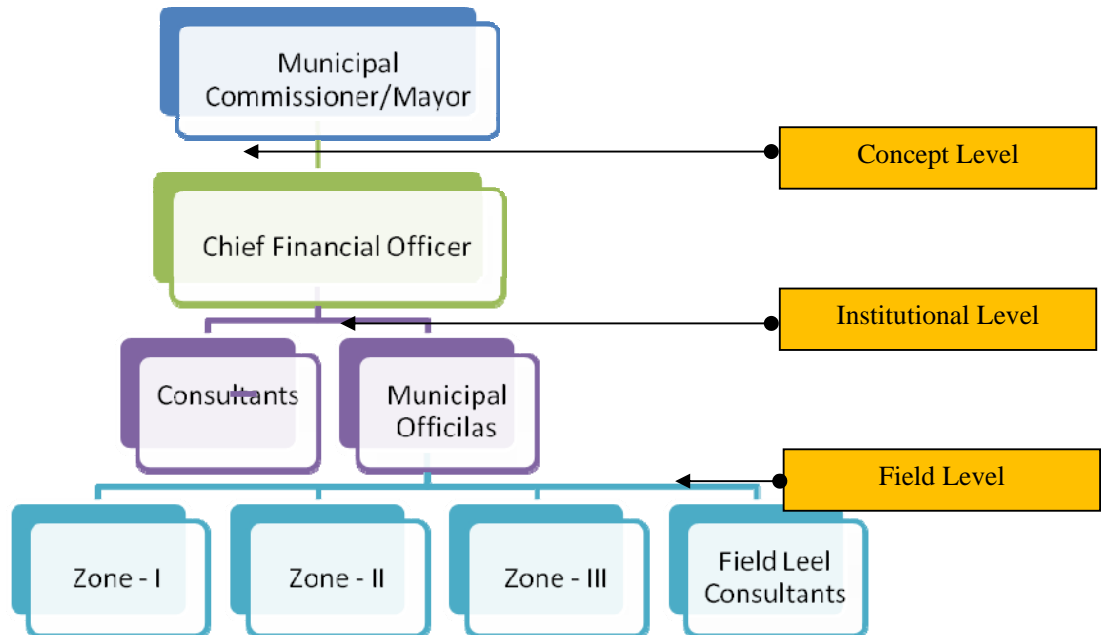 Municipal
Commissioner/Mayor
Concept Level
Chief Financial Officer
Institutional Level
Consultants
Municipal
Officilas
Field Level
Zone - I
Zone - II
Zone - III
Field Leel
Consultants